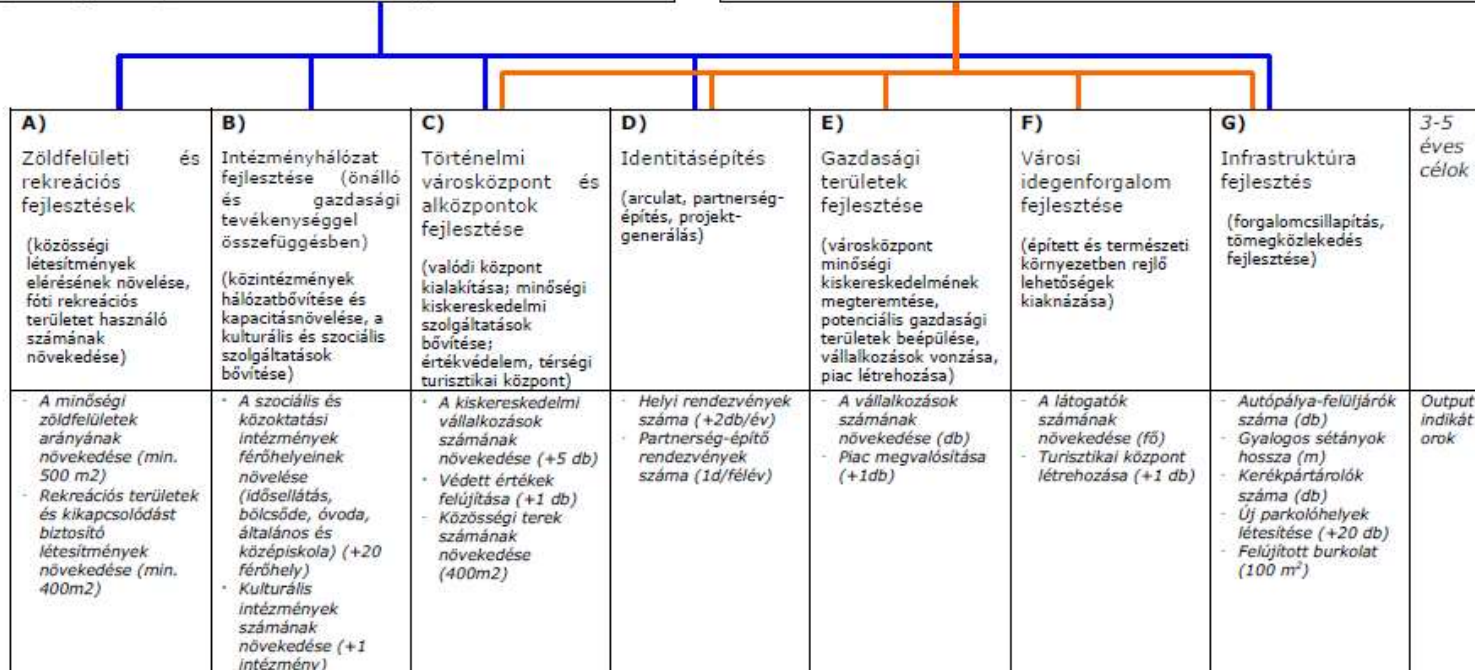 A)
Zöldfelületi és
rekreációs
fejlesztések
(közösségi
létesítmények
elérésének növelése,
fóti rekreációs
területet használó
számának
növekedése)
B)
Intézményhálózat
fejlesztése (önálló
és gazdasági
tevékenységgel
összefüggésben)
(közintézmények
hálózatbővítése és
kapacitásnövelése, a
kulturális és szociális
szolgáltatások
bővítése)
C)
Történelmi
városközpont és
alközpontok
fejlesztése
(valódi központ
kialakítása; minőségi
kiskereskedelmi
szolgáltatások
bővítése;
értékvédelem, térségi
turisztikai központ)
D)
Identitásépítés
(arculat, partnerség-
építés, projekt-
generálás)
E)
Gazdasági
területek
fejlesztése
(városközpont
minőségi
kiskereskedelmének
megteremtése,
potenciális gazdasági
területek beépülése,
vállalkozások vonzása,
piac létrehozása)
F)
Városi
idegenforgalom
fejlesztése
(épített és természeti
környezetben rejlő
lehetőségek
kiaknázása)
G)
Infrastruktúra
fejlesztés
(forgalomcsillapítás,
tömegközlekedés
fejlesztése)
3-5
éves
célok
- A minőségi
zöldfelületek
arányának
növekedése (min.
500 m2)
- Rekreációs területek
és kikapcsolódást
biztosító
létesítmények
növekedése (min.
400m2)
· A szociális és
közoktatási
intézmények
férőhelyeinek
növelése
(idősellátás,
bölcsőde, óvoda,
általános és
középiskola) (+20
férőhely)
· Kulturális
intézmények
számának
növekedése (+1
intézmény)
· A kiskereskedelmi
vállalkozások
számának
növekedése (+5 db)
· Védett értékek
felújítása (+1 db)
- Közösségi terek
számának
növekedése
(400m2)
- Helyi rendezvények
száma (+2db/év)
- Partnerség-építő
rendezvények
száma (1d/félév)
- A vállalkozások
számának
növekedése (db)
- Piac megvalósítása
(+1db)
- A látogatók
számának
növekedése (fő)
- Turisztikai központ
létrehozása (+1 db)
- Autópálya-felüljárók
száma (db)
- Gyalogos sétányok
hossza (m)
- Kerékpártárolók
száma (db)
- Új parkolóhelyek
létesítése (+20 db)
- Felújított burkolat
(100 m²)
Output
indikát
orok